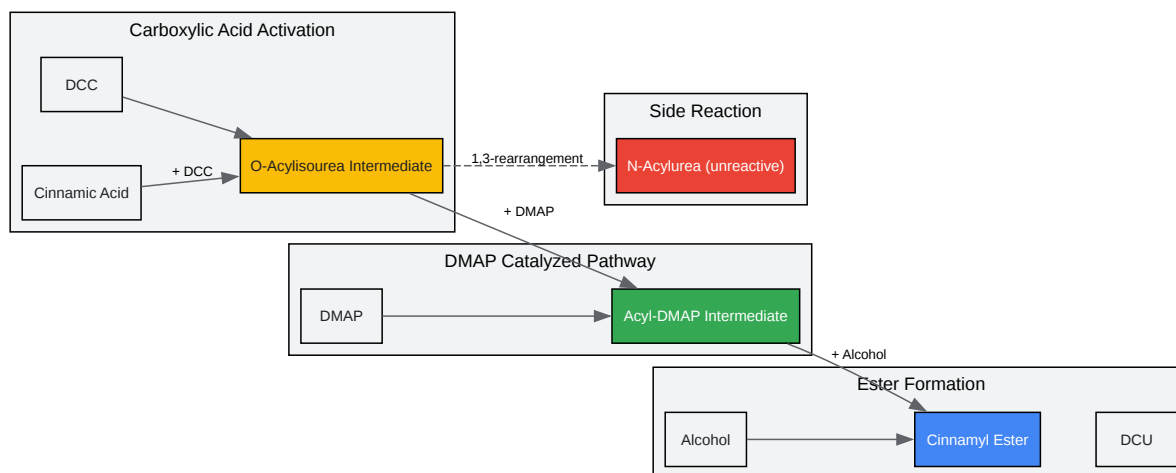 Carboxylic Acid Activation
DCC
Side Reaction
O-Acylisourea Intermediate
1,3-rearrangement
N-Acylurea (unreactive)
+ DCC
Cinnamic Acid
+ DMAP
DMAP Catalyzed Pathway
DMAP
Acyl-DMAP Intermediate
+ Alcohol
Ester Formation
Alcohol
Cinnamyl Ester
DCU